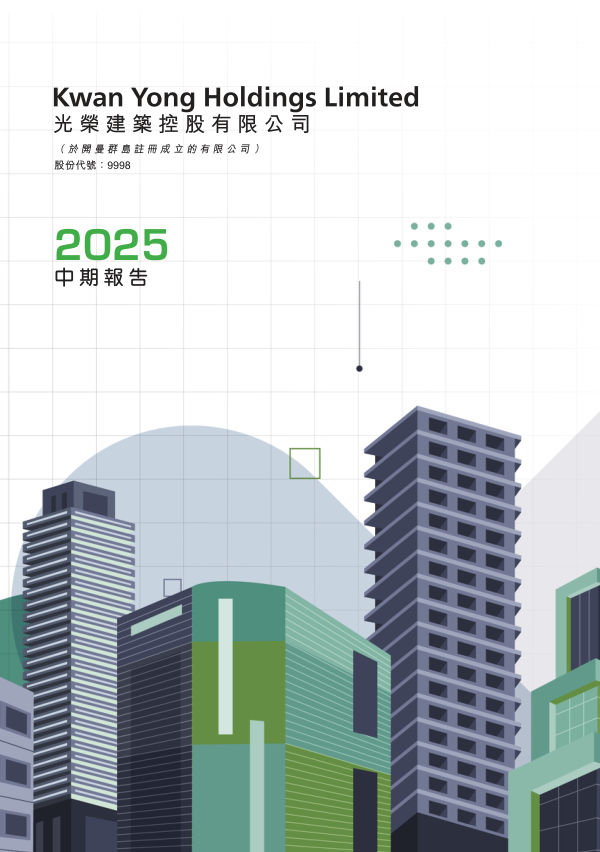 Kwan Yong Holdings Limited
光榮建築控股有限公司
（於開曼群島註冊成立的有限公司）
股份代號：9998
2025
中期報告